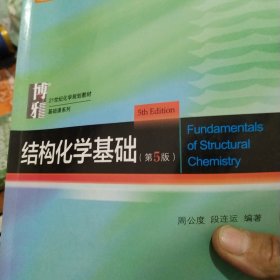 博雅
21世纪化学规划教材
基础课系列
5th Edition
结构化学基础(第5版)
Fundamentals
of Structural
Chemistry
周公度 段连运 编著